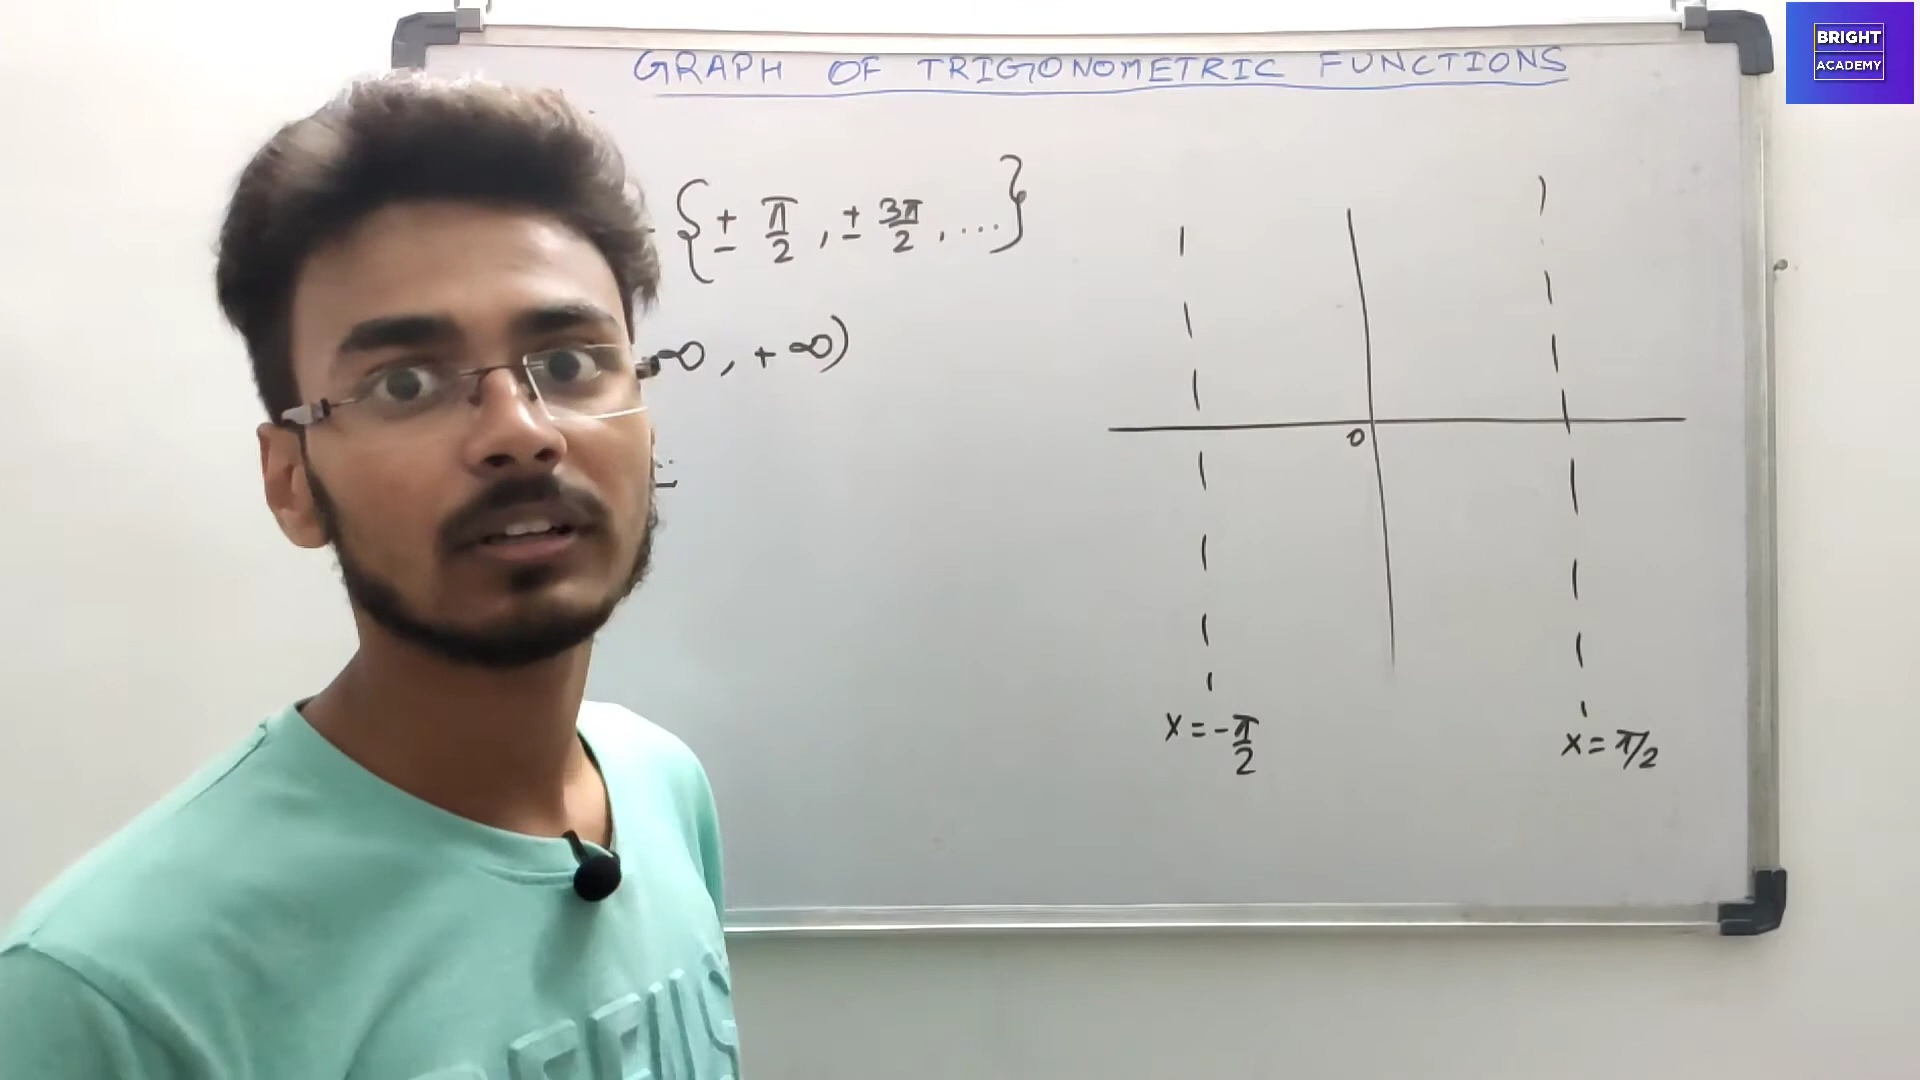 GRAPH OF TRIGONOMETRIC FUNCTIONS
BRIGHT
ACADEMY
- { ± π/2 , ± 3π/2 , ... }
∞ , + ∞)
0
x = -π/2
x = π/2